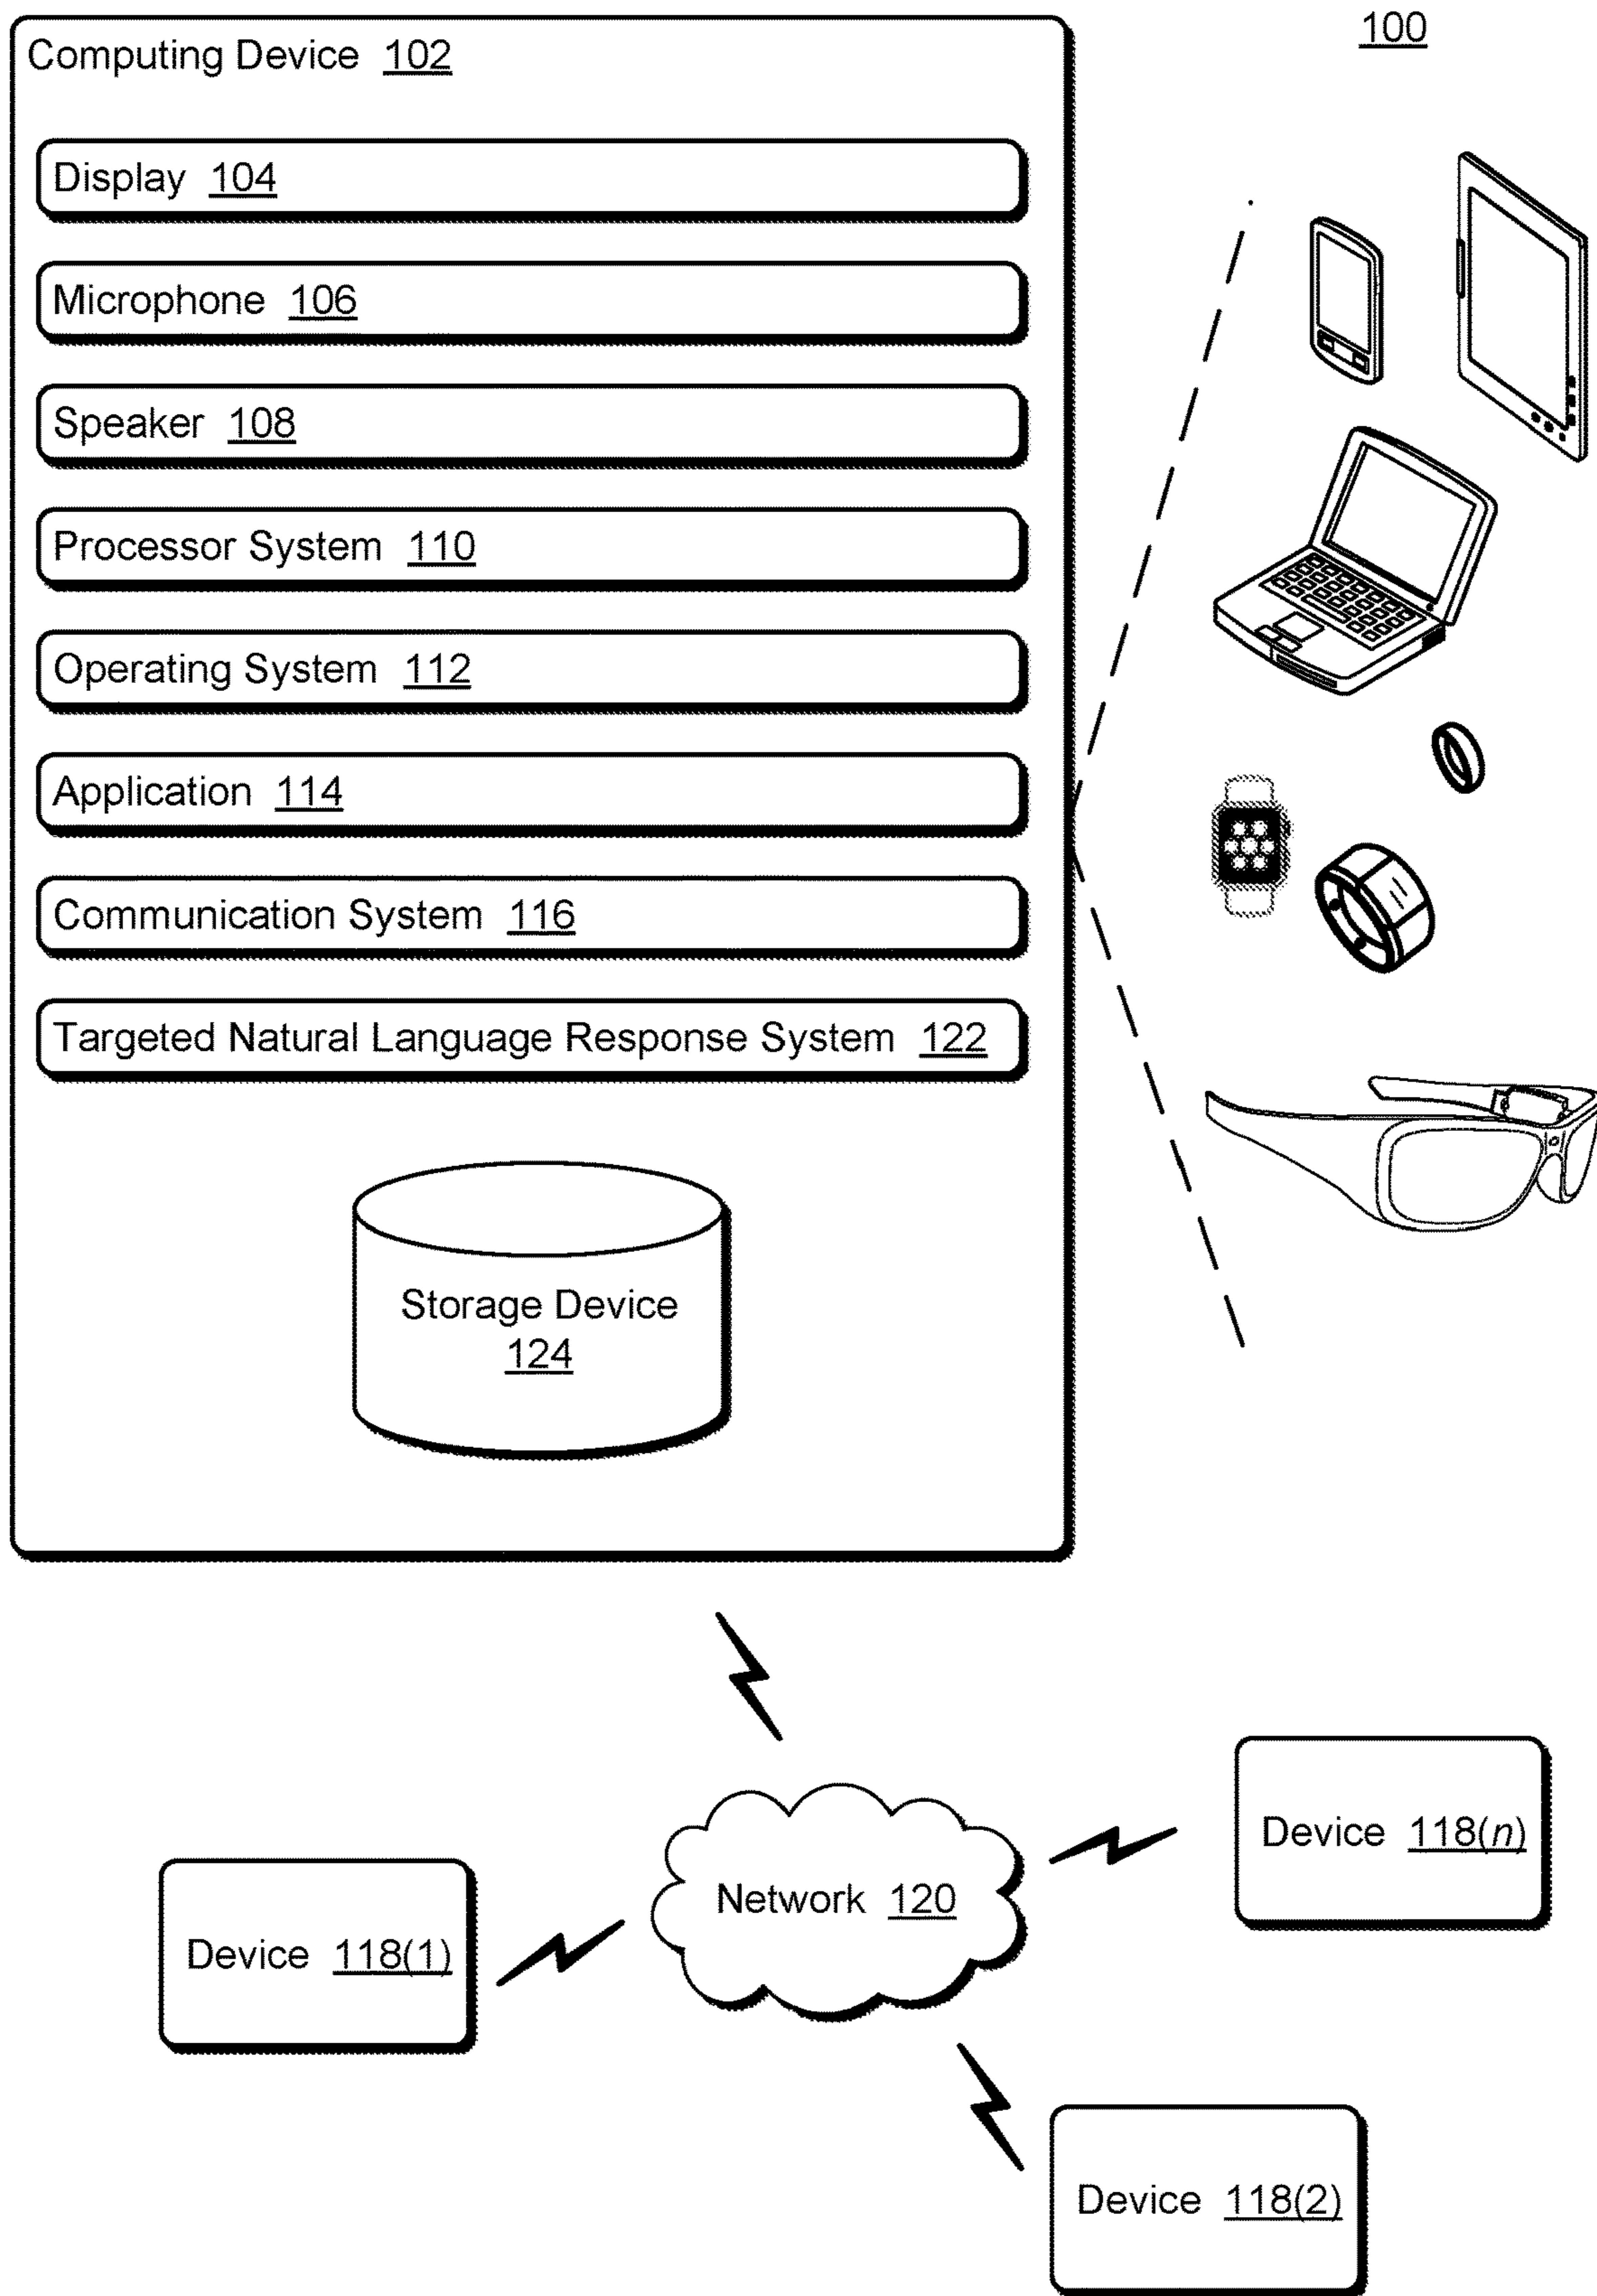 100
Computing Device 102
Display 104
Microphone 106
Speaker 108
Processor System 110
Operating System 112
Application 114
Communication System 116
Targeted Natural Language Response System 122
Storage Device
124
Device 118(n)
Network 120
Device 118(1)
Device 118(2)